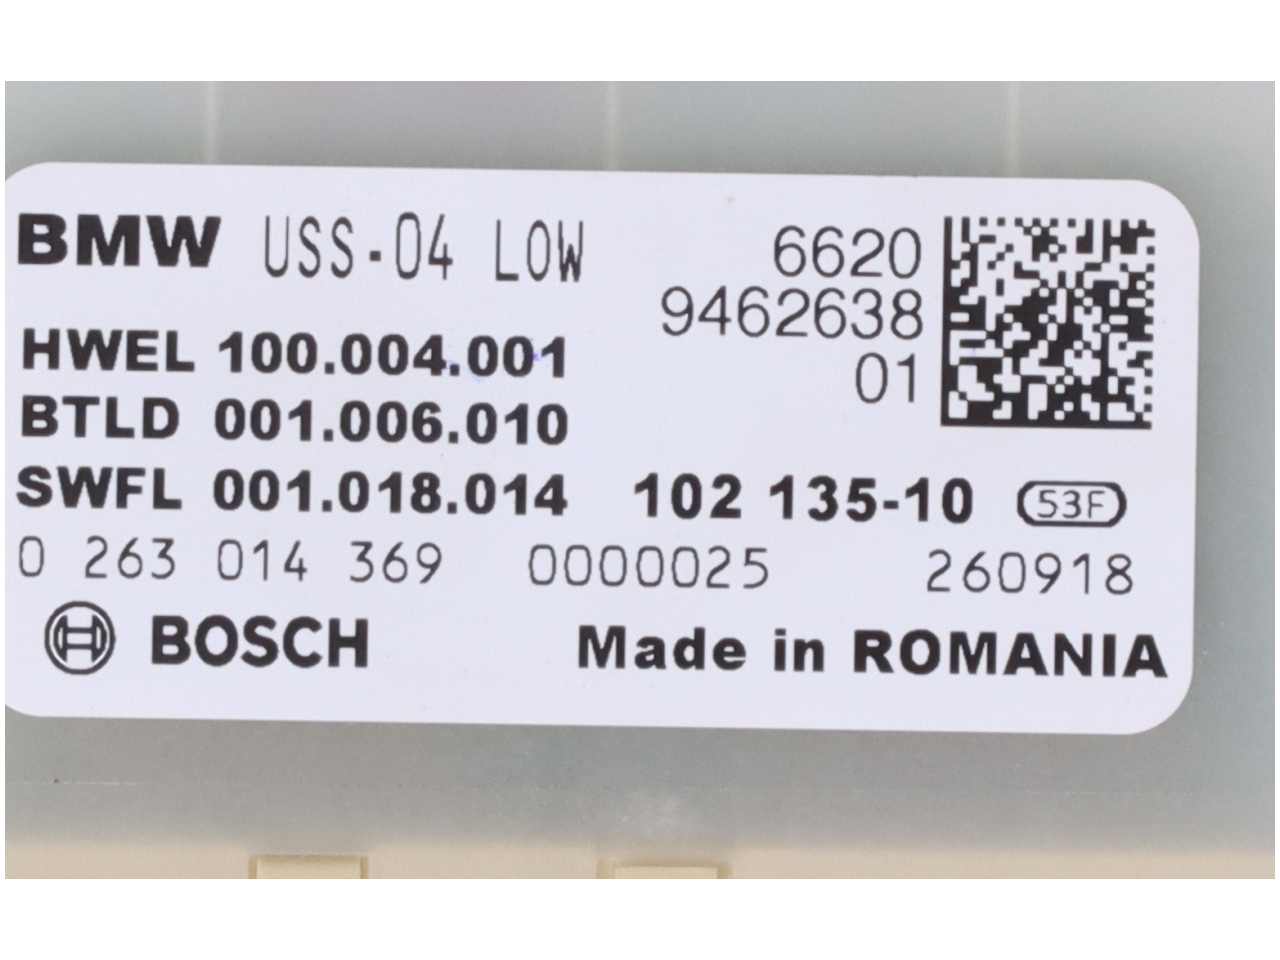 BMW USS-04 LOW 6620
9462638
HWEL 100.004.001 01
BTLD 001.006.010
SWFL 001.018.014 102 135-10 53F
0 263 014 369 0000025 260918
BOSCH Made in ROMANIA